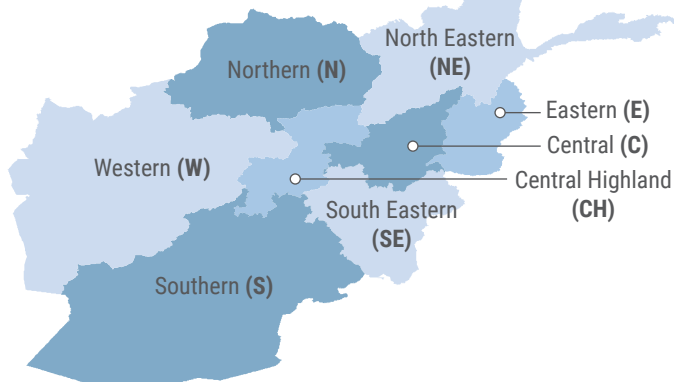 North Eastern
(NE)
Northern (N)
Eastern (E)
Central (C)
Western (W)
Central Highland
(CH)
South Eastern
(SE)
Southern (S)